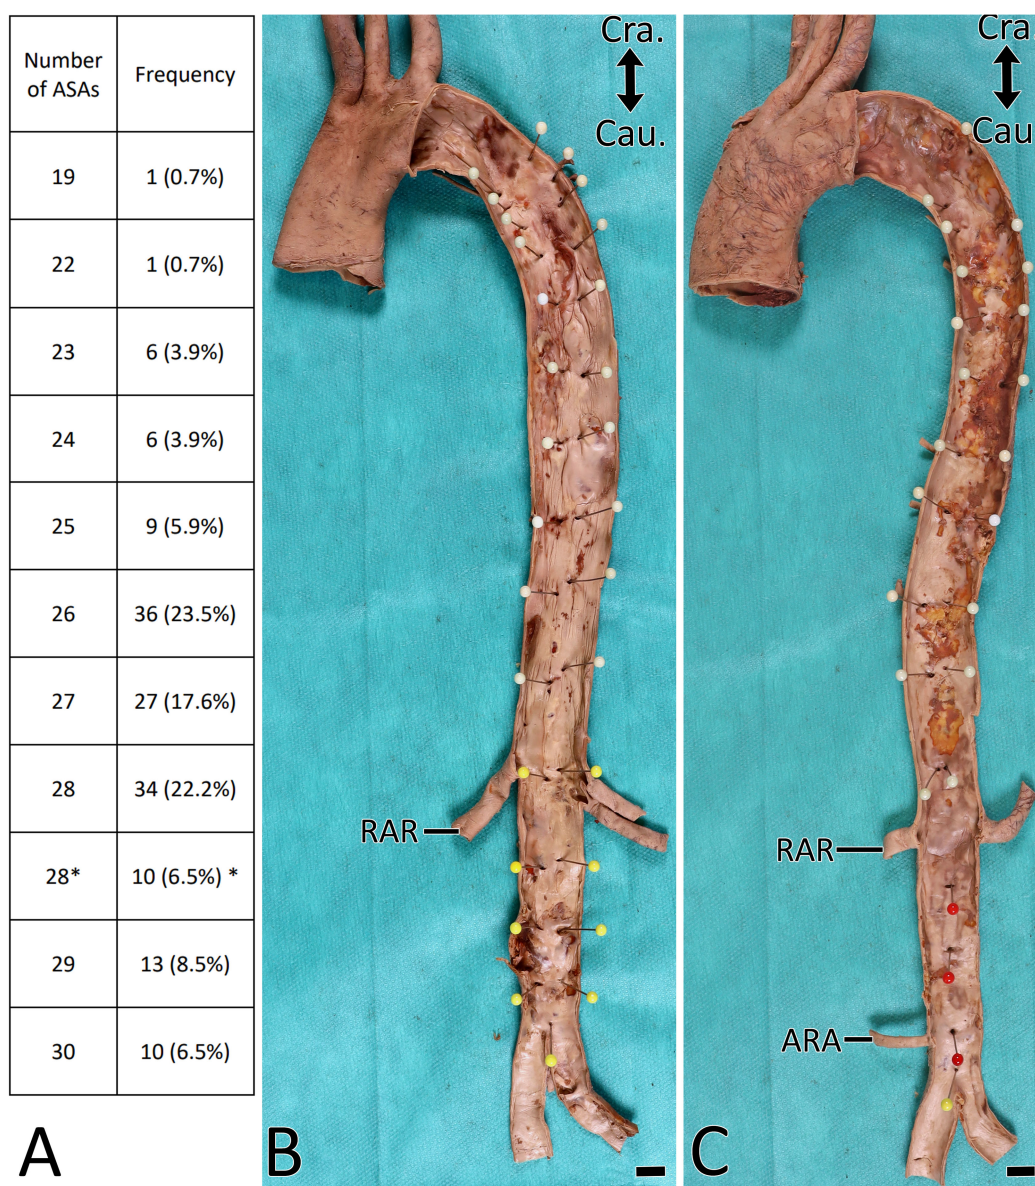 Number of ASAs Frequency
19 1 (0.7%)
22 1 (0.7%)
23 6 (3.9%)
24 6 (3.9%)
25 9 (5.9%)
26 36 (23.5%)
27 27 (17.6%)
28 34 (22.2%)
28* 10 (6.5%) *
29 13 (8.5%)
30 10 (6.5%)
A
Cra.
Cau.
RAR
B
Cra
Cau
RAR
ARA
C